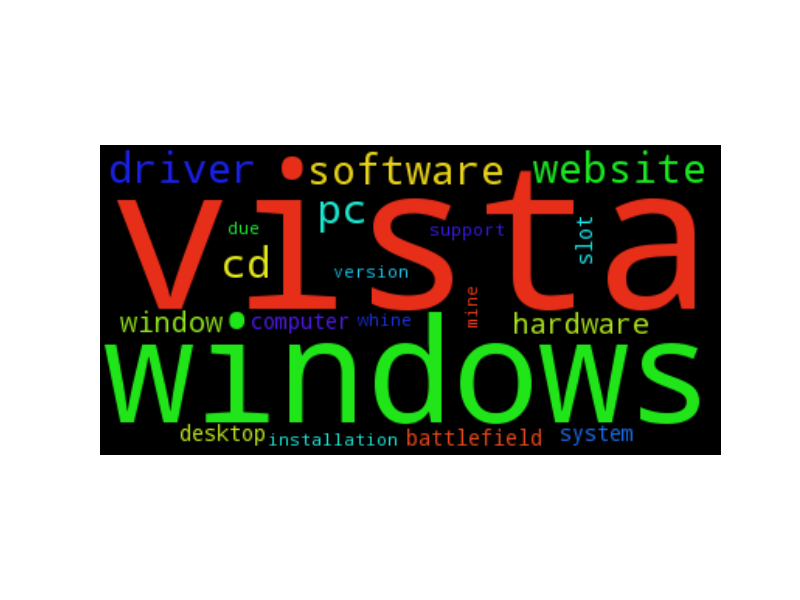 driver software website
vista
pc
due support slot
cd version
mine
window computer whine hardware
windows
desktop installation battlefield system